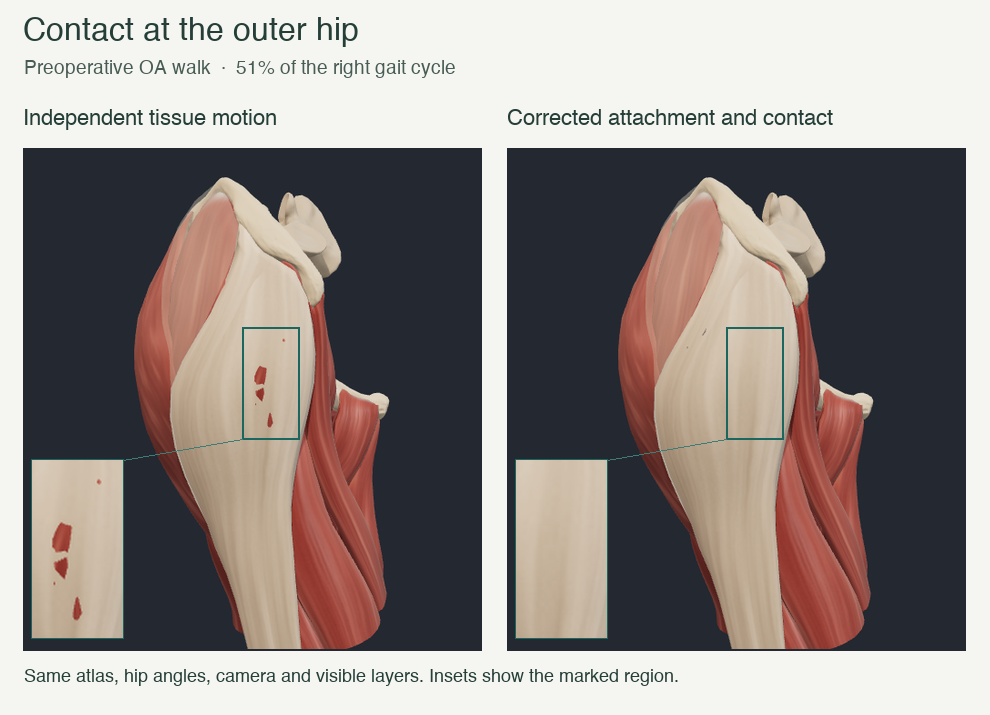 Contact at the outer hip
Preoperative OA walk · 51% of the right gait cycle
Independent tissue motion
Corrected attachment and contact
Same atlas, hip angles, camera and visible layers. Insets show the marked region.